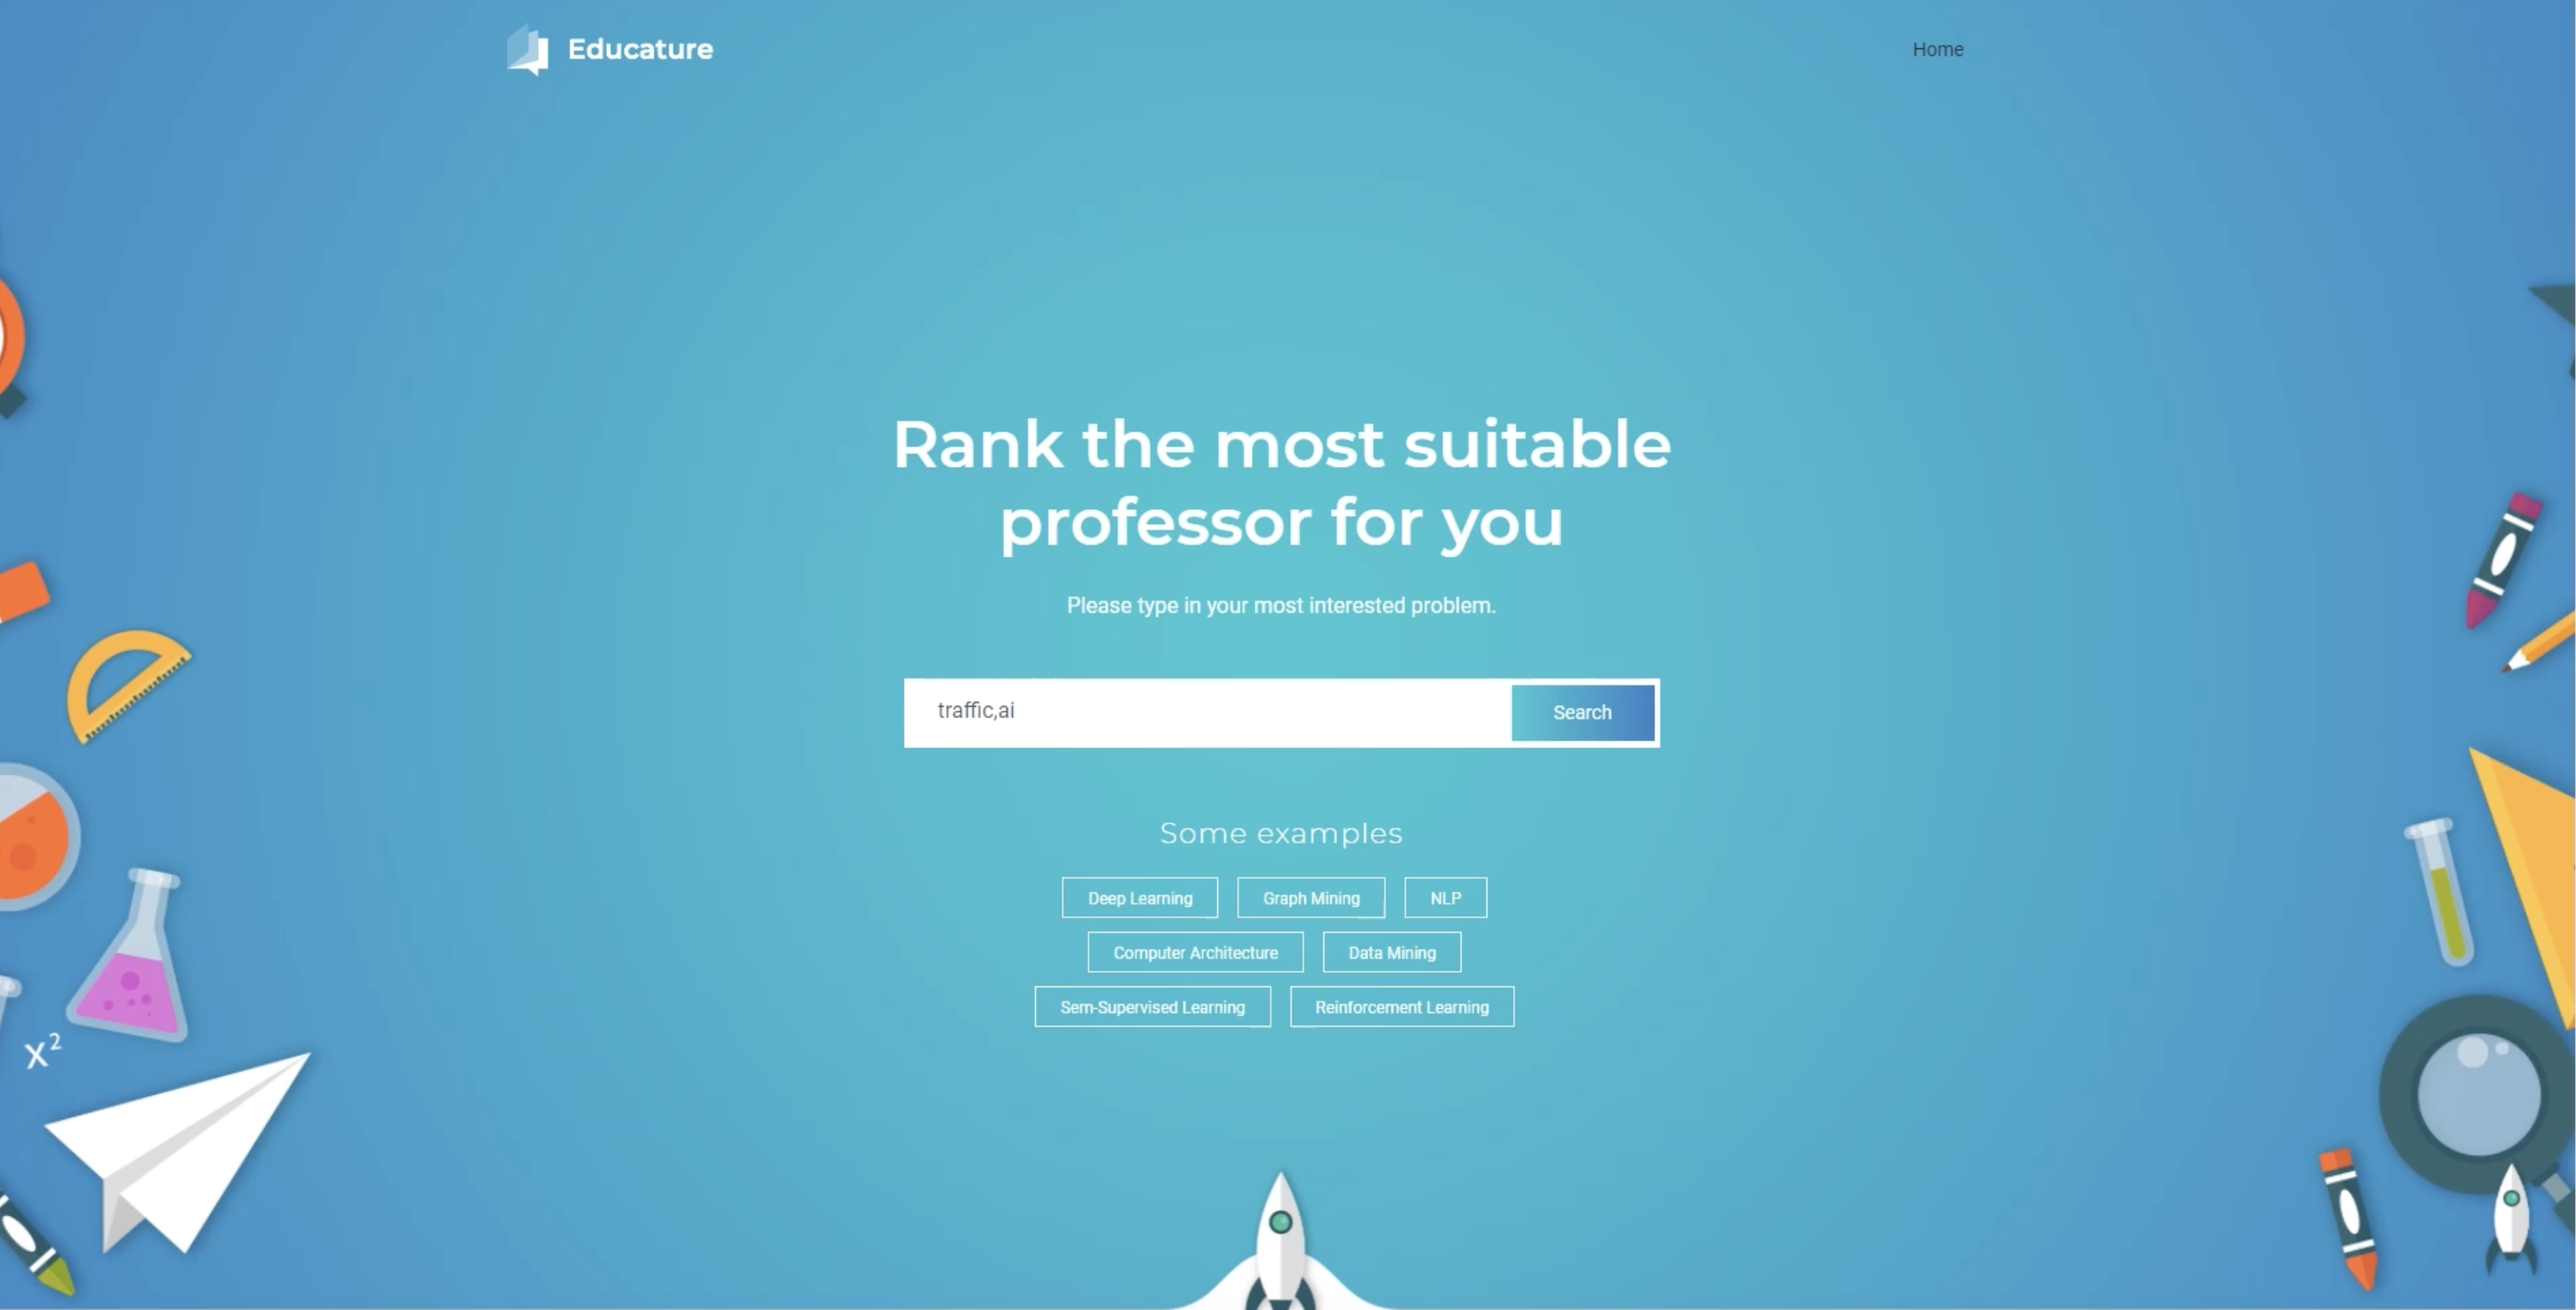 Educature
Home
Rank the most suitable
professor for you
Please type in your most interested problem.
traffic,ai
Search
Some examples
Deep Learning
Graph Mining
NLP
Computer Architecture
Data Mining
Sem-Supervised Learning
Reinforcement Learning
x²